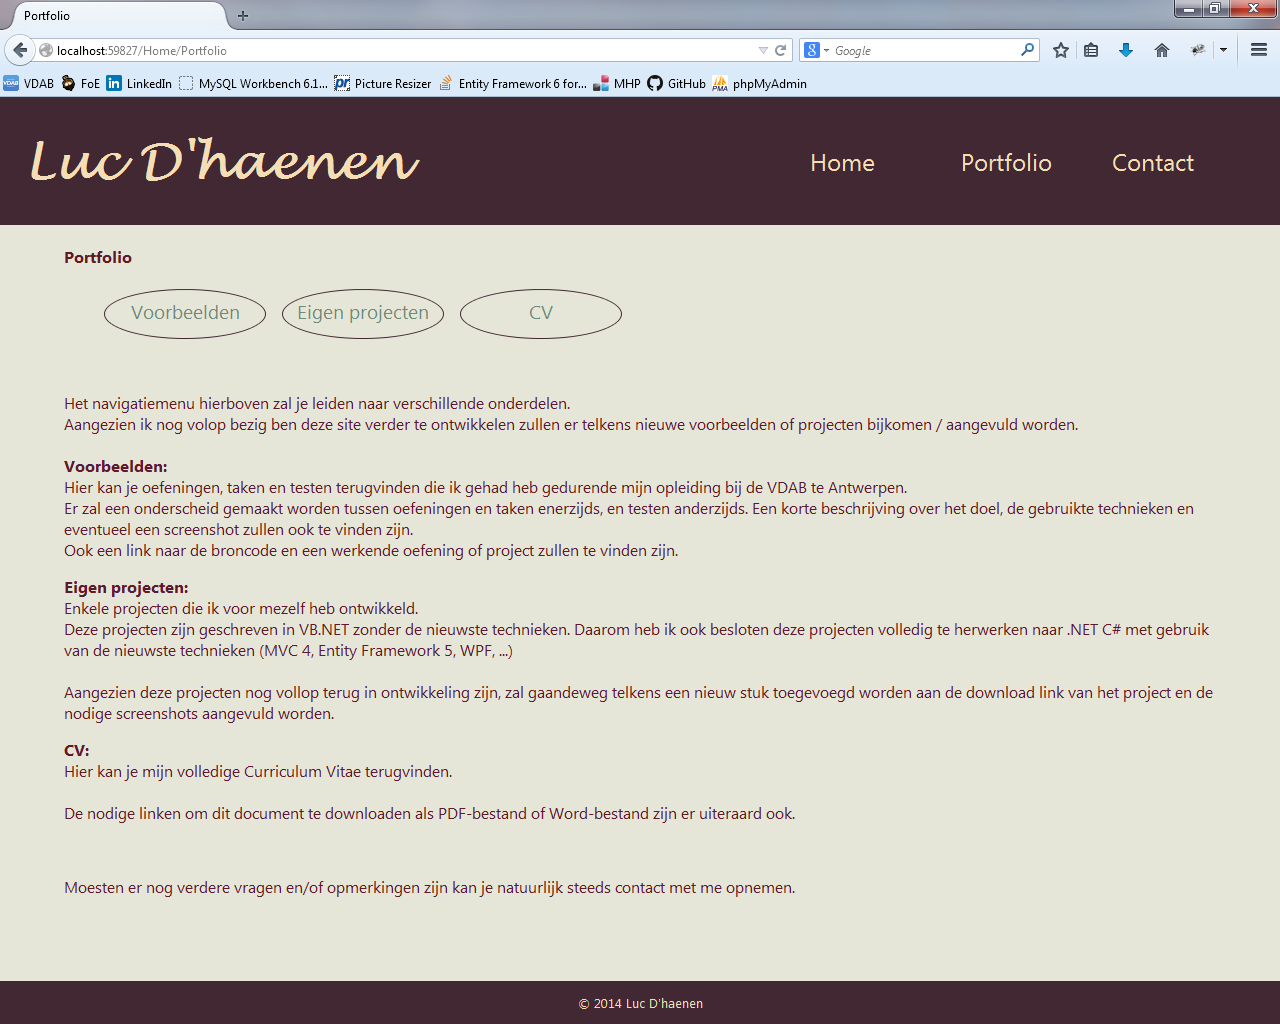 Portfolio
localhost:59827/Home/Portfolio
Google
VDAB FoE LinkedIn MySQL Workbench 6.1... Picture Resizer Entity Framework 6 for... MHP GitHub phpMyAdmin
Luc D'haenen
Home Portfolio Contact
Portfolio
Voorbeelden Eigen projecten CV
Het navigatiemenu hierboven zal je leiden naar verschillende onderdelen.
Aangezien ik nog volop bezig ben deze site verder te ontwikkelen zullen er telkens nieuwe voorbeelden of projecten bijkomen / aangevuld worden.
Voorbeelden:
Hier kan je oefeningen, taken en testen terugvinden die ik gehad heb gedurende mijn opleiding bij de VDAB te Antwerpen.
Er zal een onderscheid gemaakt worden tussen oefeningen en taken enerzijds, en testen anderzijds. Een korte beschrijving over het doel, de gebruikte technieken en
eventueel een screenshot zullen ook te vinden zijn.
Ook een link naar de broncode en een werkende oefening of project zullen te vinden zijn.
Eigen projecten:
Enkele projecten die ik voor mezelf heb ontwikkeld.
Deze projecten zijn geschreven in VB.NET zonder de nieuwste technieken. Daarom heb ik ook besloten deze projecten volledig te herwerken naar .NET C# met gebruik
van de nieuwste technieken (MVC 4, Entity Framework 5, WPF, ...)
Aangezien deze projecten nog vollop terug in ontwikkeling zijn, zal gaandeweg telkens een nieuw stuk toegevoegd worden aan de download link van het project en de
nodige screenshots aangevuld worden.
CV:
Hier kan je mijn volledige Curriculum Vitae terugvinden.
De nodige linken om dit document te downloaden als PDF-bestand of Word-bestand zijn er uiteraard ook.
Moesten er nog verdere vragen en/of opmerkingen zijn kan je natuurlijk steeds contact met me opnemen.
© 2014 Luc D'haenen